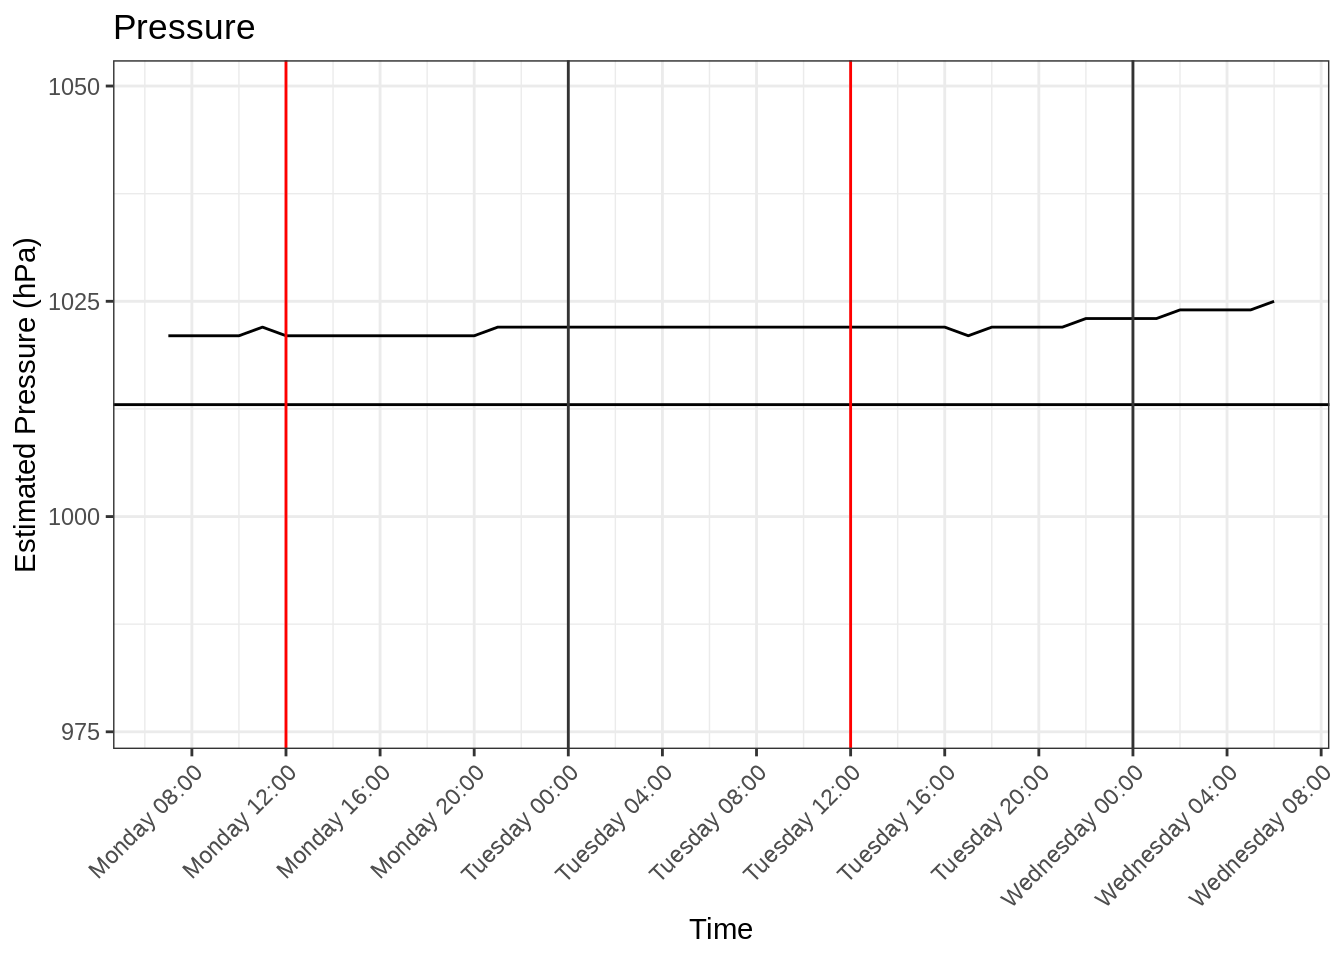 Pressure
Estimated Pressure (hPa)
1050
1025
1000
975
Monday 08:00
Monday 12:00
Monday 16:00
Monday 20:00
Tuesday 00:00
Tuesday 04:00
Tuesday 08:00
Tuesday 12:00
Tuesday 16:00
Tuesday 20:00
Wednesday 00:00
Wednesday 04:00
Wednesday 08:00
Time